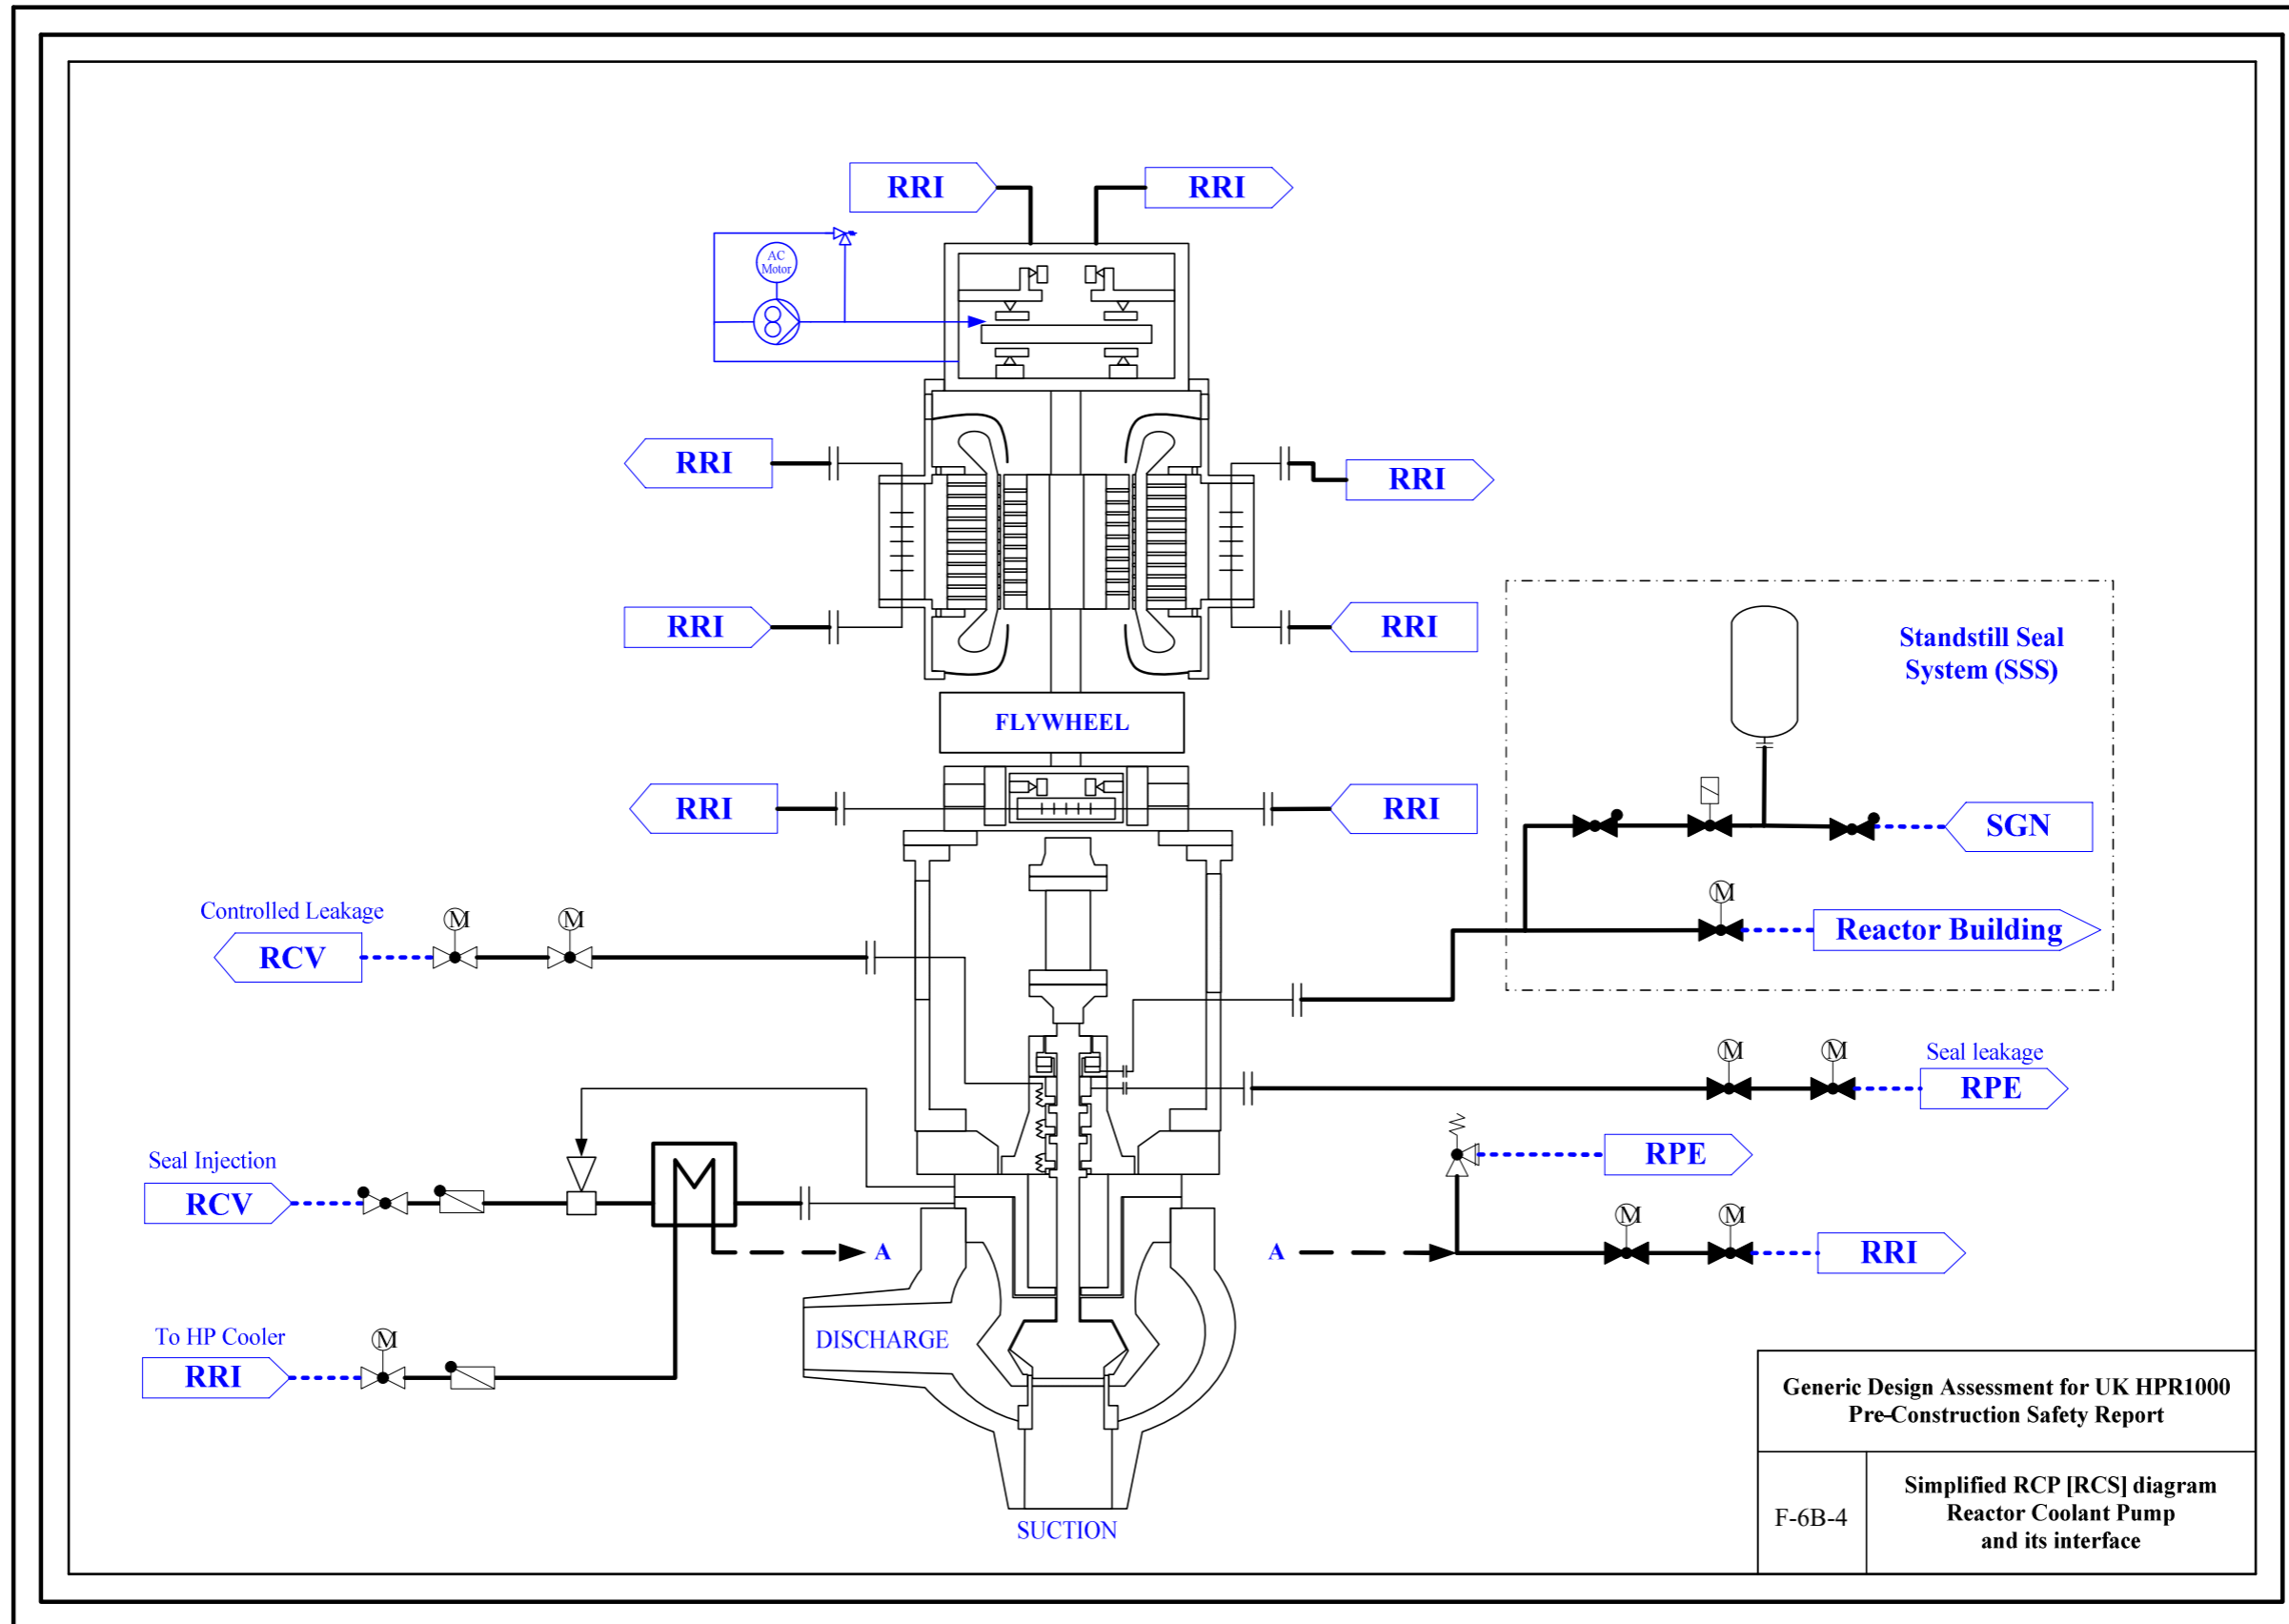 RRI
RRI
AC
Motor
RRI
RRI
RRI
RRI
Standstill Seal
System (SSS)
FLYWHEEL
RRI
RRI
SGN
Controlled Leakage
M
M
RCV
M
Reactor Building
M
M
Seal leakage
RPE
Seal Injection
RCV
RPE
A
A
M
M
RRI
To HP Cooler
M
RRI
DISCHARGE
SUCTION
Generic Design Assessment for UK HPR1000
Pre-Construction Safety Report
F-6B-4
Simplified RCP [RCS] diagram
Reactor Coolant Pump
and its interface